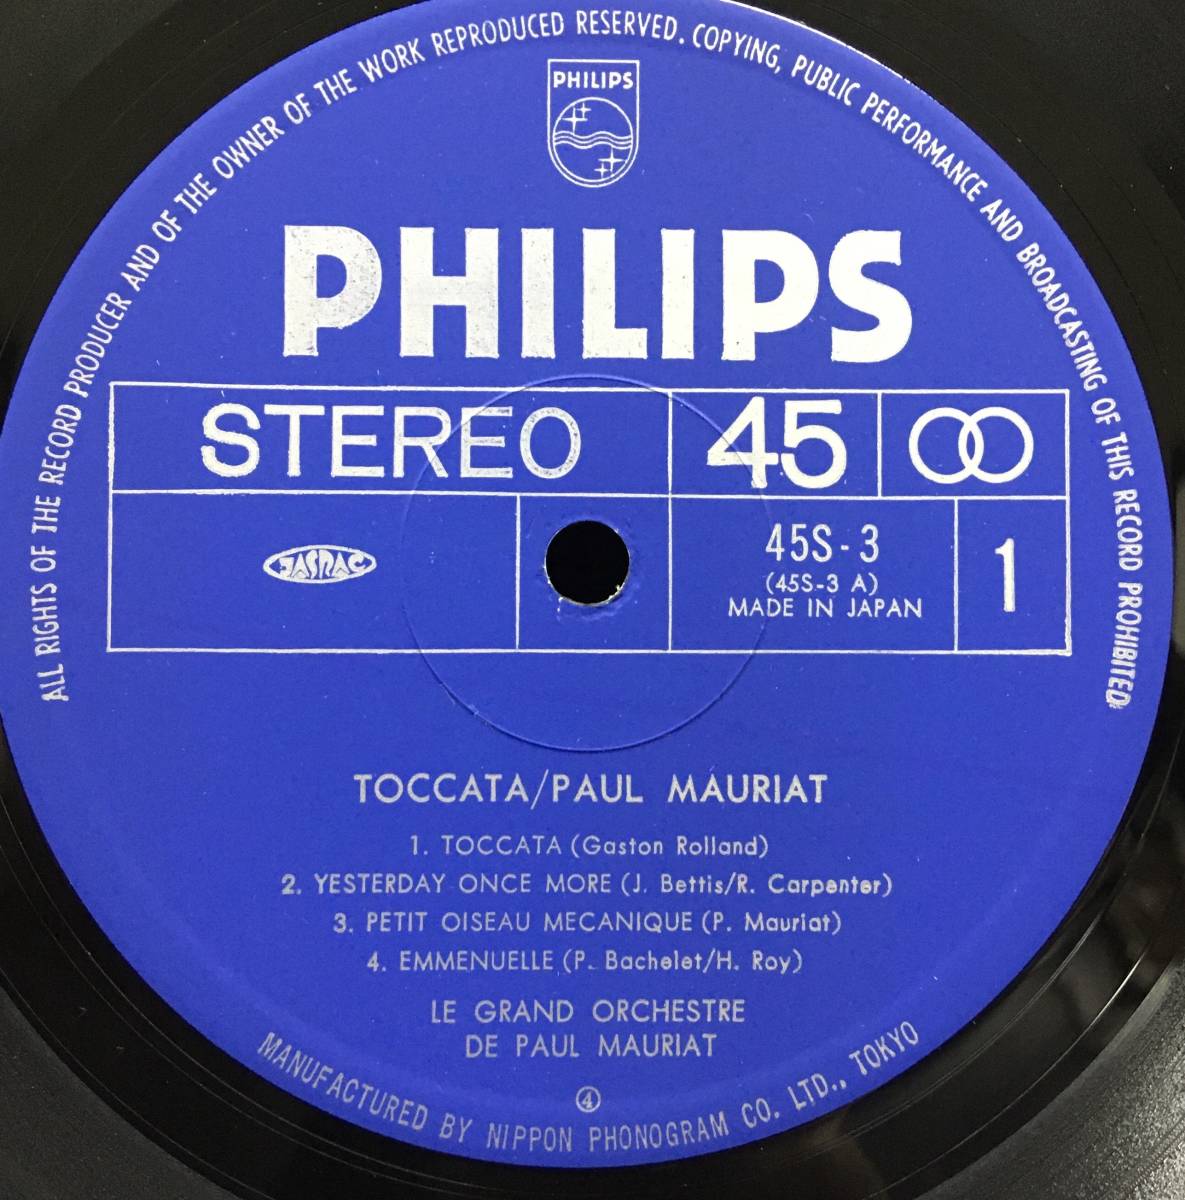 ALL RIGHTS OF THE RECORD PRODUCER AND OF THE OWNER OF THE WORK REPRODUCED RESERVED. COPYING, PUBLIC PERFORMANCE AND BROADCASTING OF THIS RECORD PROHIBITED
PHILIPS
PHILIPS
STEREO 45
JASRAC
45S-3
(45S-3 A)
MADE IN JAPAN
1
TOCCATA/PAUL MAURIAT
1. TOCCATA (Gaston Rolland)
2. YESTERDAY ONCE MORE (J. Bettis/R. Carpenter)
3. PETIT OISEAU MECANIQUE (P. Mauriat)
4. EMMENUELLE (P. Bachelet/H. Roy)
LE GRAND ORCHESTRE
DE PAUL MAURIAT
④
MANUFACTURED BY NIPPON PHONOGRAM CO. LTD., TOKYO